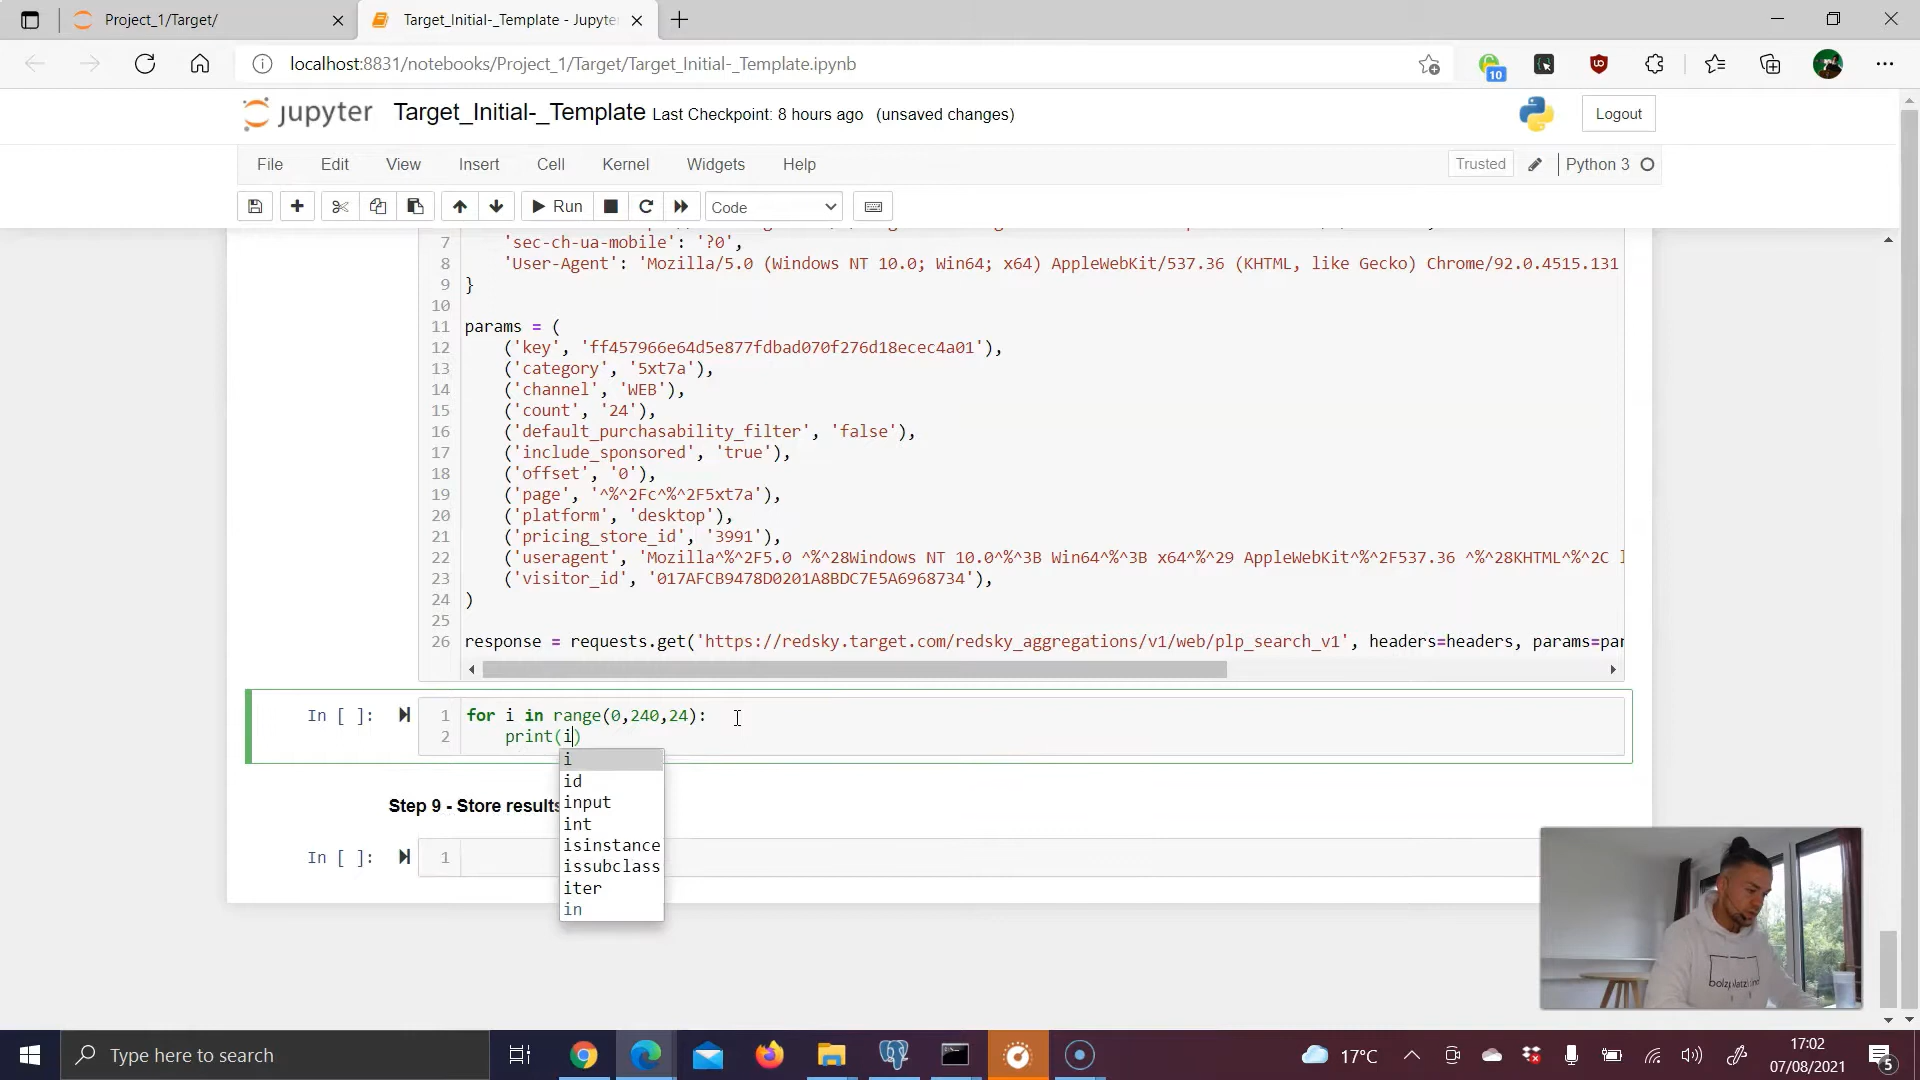 Project_1/Target/
Target_Initial-_Template - Jupyte
localhost:8831/notebooks/Project_1/Target/Target_Initial-_Template.ipynb
10
jupyter Target_Initial-_Template Last Checkpoint: 8 hours ago (unsaved changes)
Logout
File Edit View Insert Cell Kernel Widgets Help
Trusted
Python 3
Run
Code
7 'sec-ch-ua-mobile': '?0',
8 'User-Agent': 'Mozilla/5.0 (Windows NT 10.0; Win64; x64) AppleWebKit/537.36 (KHTML, like Gecko) Chrome/92.0.4515.131
9 }
10
11 params = (
12 ('key', 'ff457966e64d5e877fdbad070f276d18ecec4a01'),
13 ('category', '5xt7a'),
14 ('channel', 'WEB'),
15 ('count', '24'),
16 ('default_purchasability_filter', 'false'),
17 ('include_sponsored', 'true'),
18 ('offset', '0'),
19 ('page', '^%^2Fc^%^2F5xt7a'),
20 ('platform', 'desktop'),
21 ('pricing_store_id', '3991'),
22 ('useragent', 'Mozilla^%^2F5.0 ^%^28Windows NT 10.0^%^3B Win64^%^3B x64^%^29 AppleWebKit^%^2F537.36 ^%^28KHTML^%^2C l
23 ('visitor_id', '017AFCB9478D0201A8BDC7E5A6968734'),
24 )
25
26 response = requests.get('https://redsky.target.com/redsky_aggregations/v1/web/plp_search_v1', headers=headers, params=par
In [ ]:
1 for i in range(0,240,24):
2 print(i)
i
id
input
int
isinstance
issubclass
iter
in
Step 9 - Store results
In [ ]:
1
Type here to search
17°C
17:02
07/08/2021
5